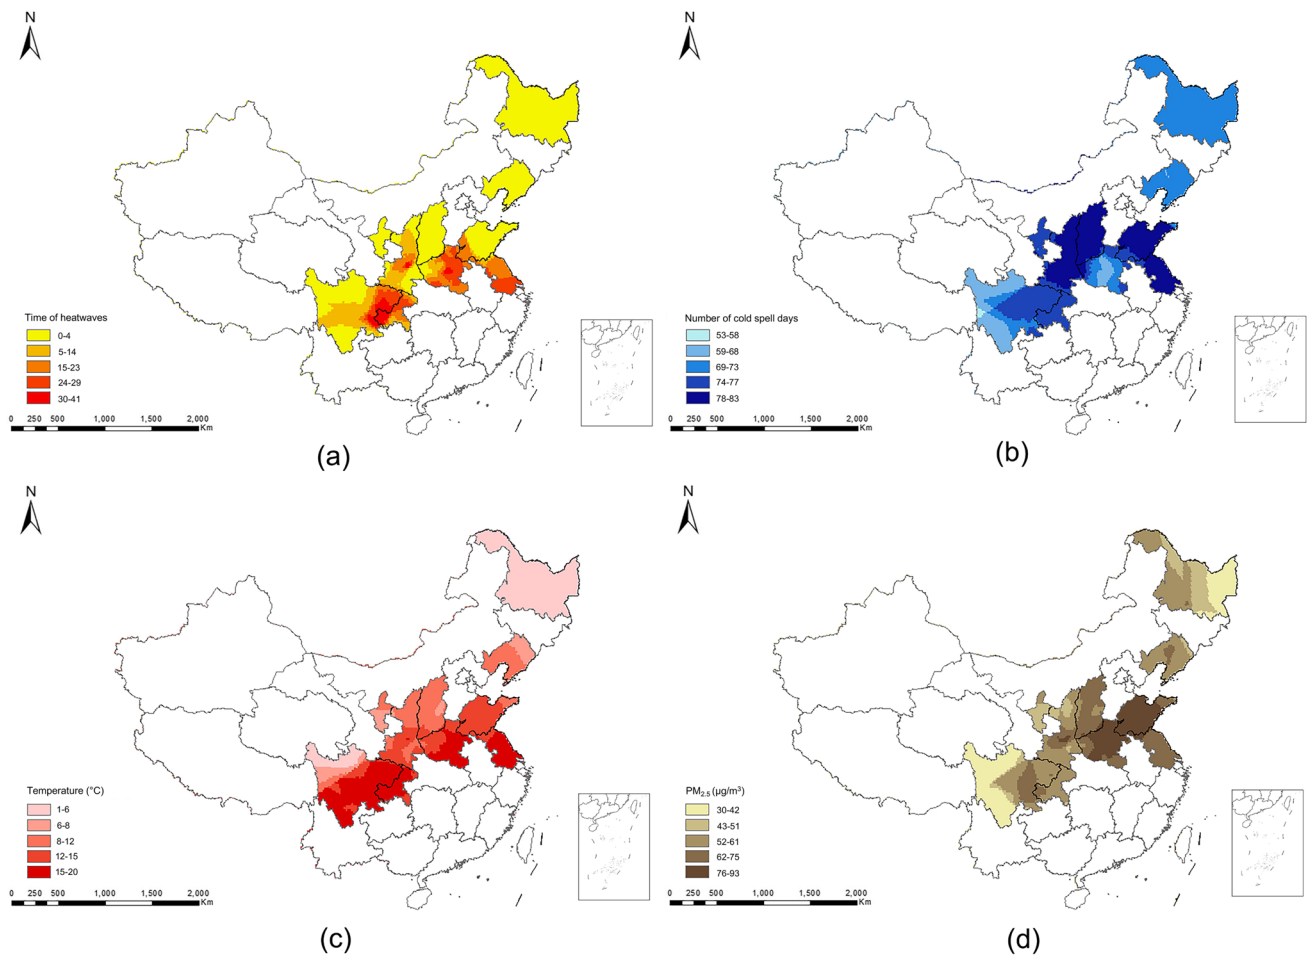 N
Time of heatwaves
0-4
5-14
15-23
24-29
30-41
0 250 500 1,000 1,500 2,000
Km
(a)
N
Number of cold spell days
53-58
59-68
69-73
74-77
78-83
0 250 500 1,000 1,500 2,000
Km
(b)
N
Temperature (°C)
1-6
6-8
8-12
12-15
15-20
0 250 500 1,000 1,500 2,000
Km
(c)
N
PM2.5 (μg/m³)
30-42
43-51
52-61
62-75
76-93
0 250 500 1,000 1,500 2,000
Km
(d)